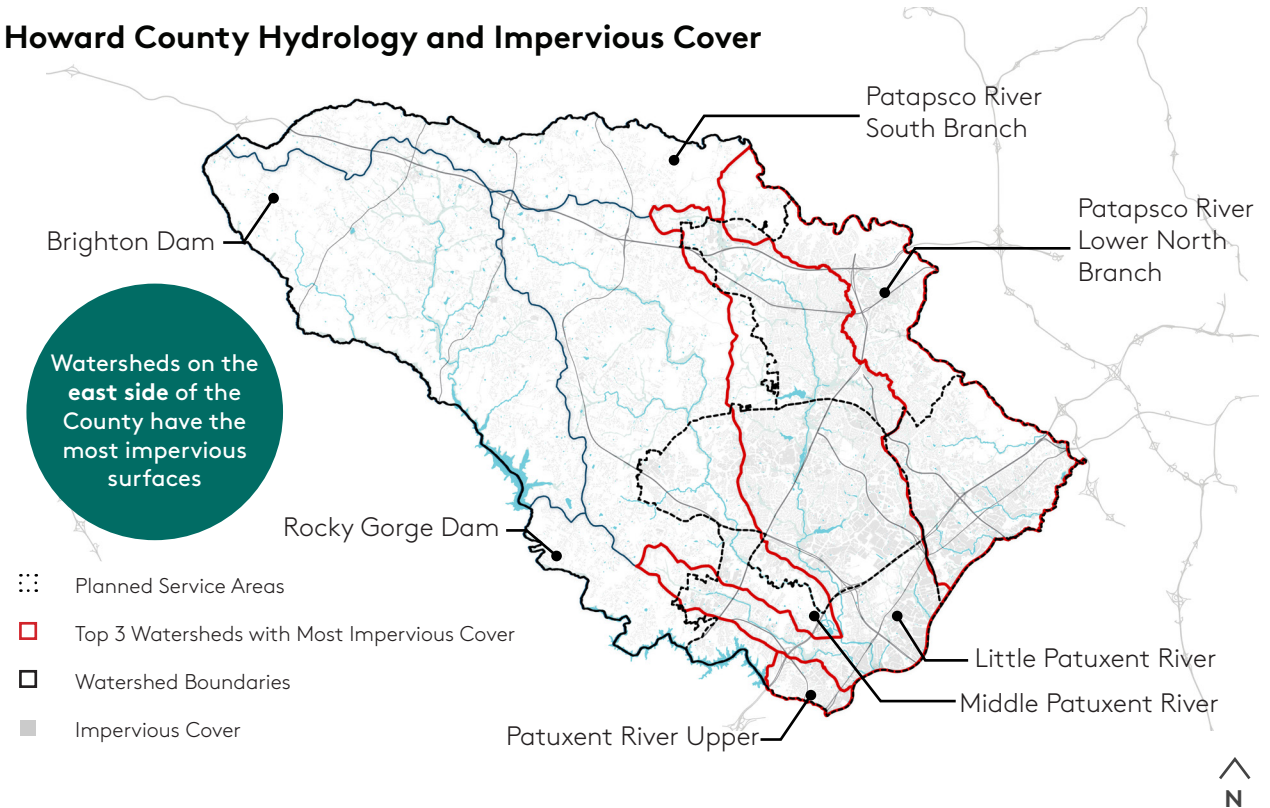 Howard County Hydrology and Impervious Cover
Patapsco River
South Branch
Patapsco River
Lower North
Branch
Brighton Dam
Watersheds on the
east side of the
County have the
most impervious
surfaces
Rocky Gorge Dam
Planned Service Areas
Top 3 Watersheds with Most Impervious Cover
Watershed Boundaries
Impervious Cover
Little Patuxent River
Middle Patuxent River
Patuxent River Upper
N